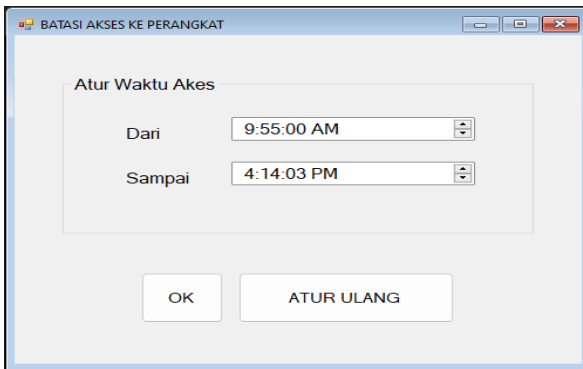 BATASI AKSES KE PERANGKAT
Atur Waktu Akes
Dari 9:55:00 AM
Sampai 4:14:03 PM
OK ATUR ULANG